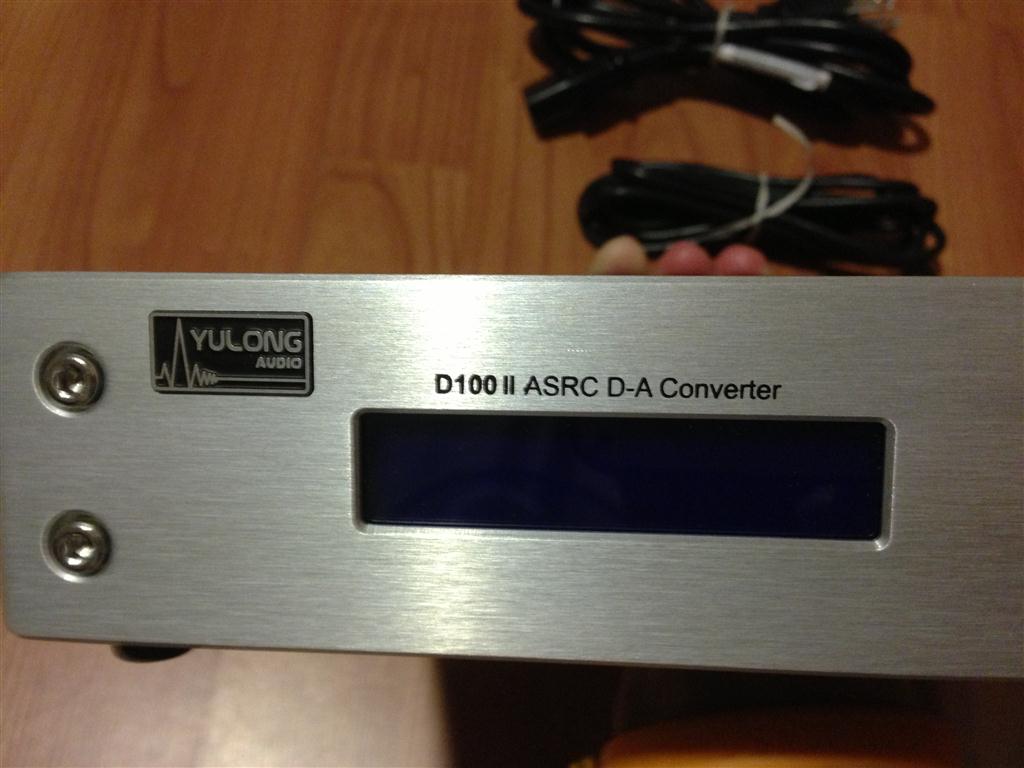 YULONG
AUDIO
D100 II ASRC D-A Converter